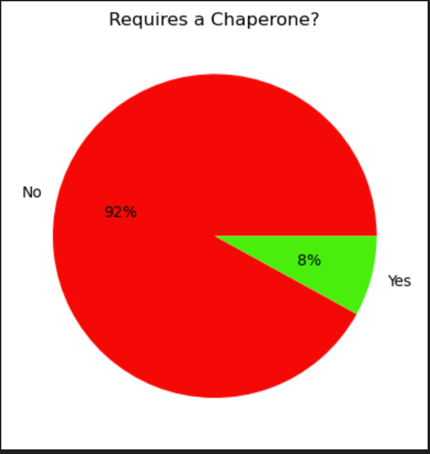 Requires a Chaperone?
No
92%
8%
Yes